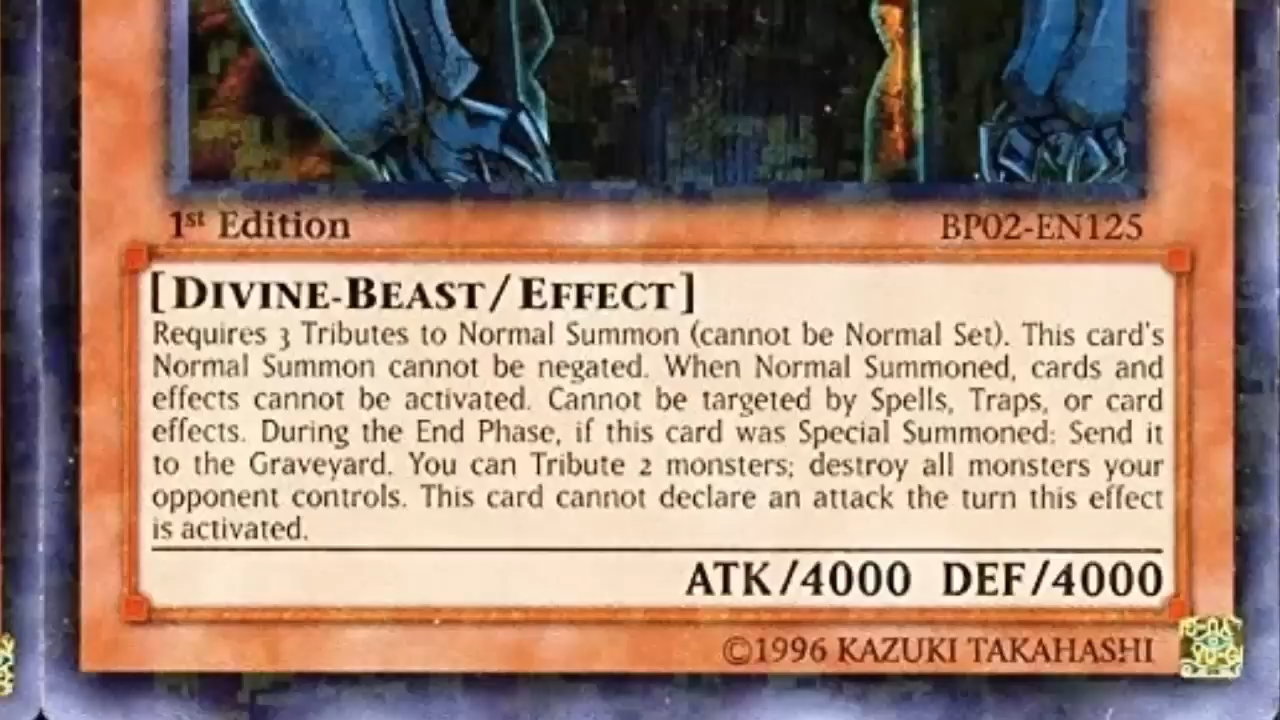 1st Edition
BP02-EN125
[DIVINE-BEAST/EFFECT]
Requires 3 Tributes to Normal Summon (cannot be Normal Set). This card's
Normal Summon cannot be negated. When Normal Summoned, cards and
effects cannot be activated. Cannot be targeted by Spells, Traps, or card
effects. During the End Phase, if this card was Special Summoned: Send it
to the Graveyard. You can Tribute 2 monsters; destroy all monsters your
opponent controls. This card cannot declare an attack the turn this effect
is activated.
ATK/4000 DEF/4000
©1996 KAZUKI TAKAHASHI